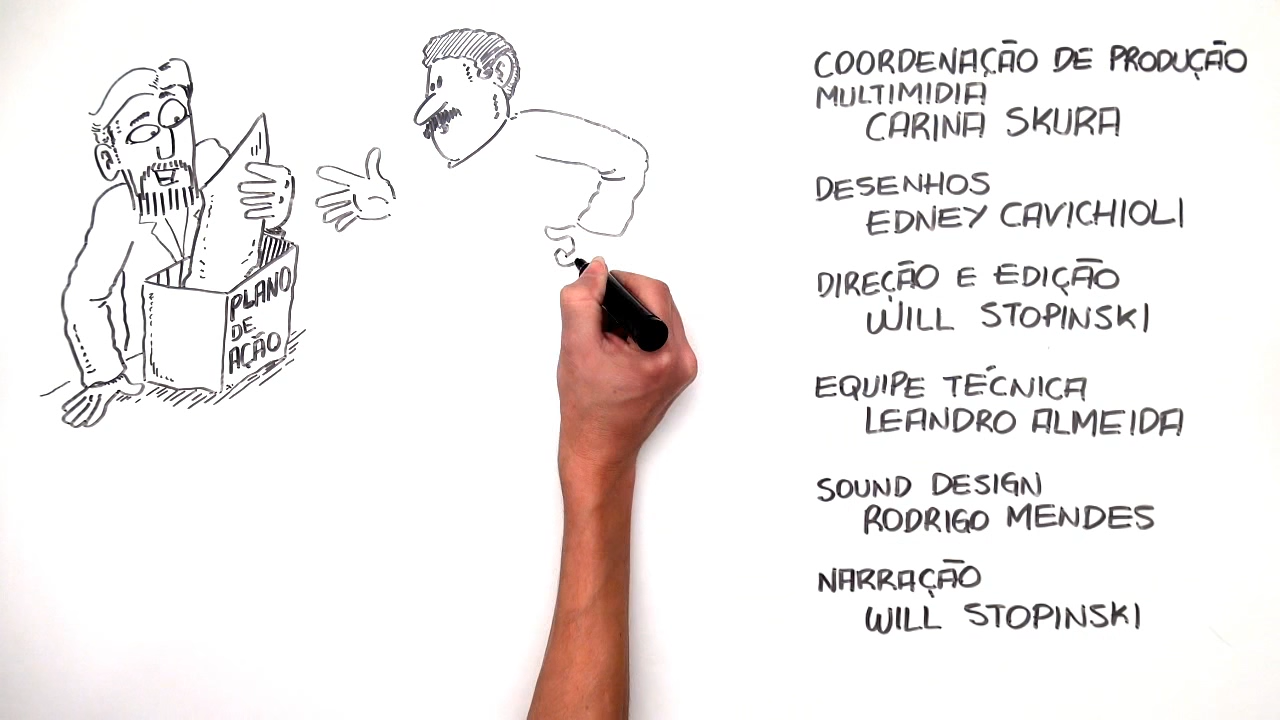 PLANO
DE
AÇÃO
COORDENAÇÃO DE PRODUÇÃO
MULTIMIDIA
CARINA SKURA
DESENHOS
EDNEY CAVICHIOLI
DIREÇÃO E EDIÇÃO
WILL STOPINSKI
EQUIPE TÉCNICA
LEANDRO ALMEIDA
SOUND DESIGN
RODRIGO MENDES
NARRAÇÃO
WILL STOPINSKI